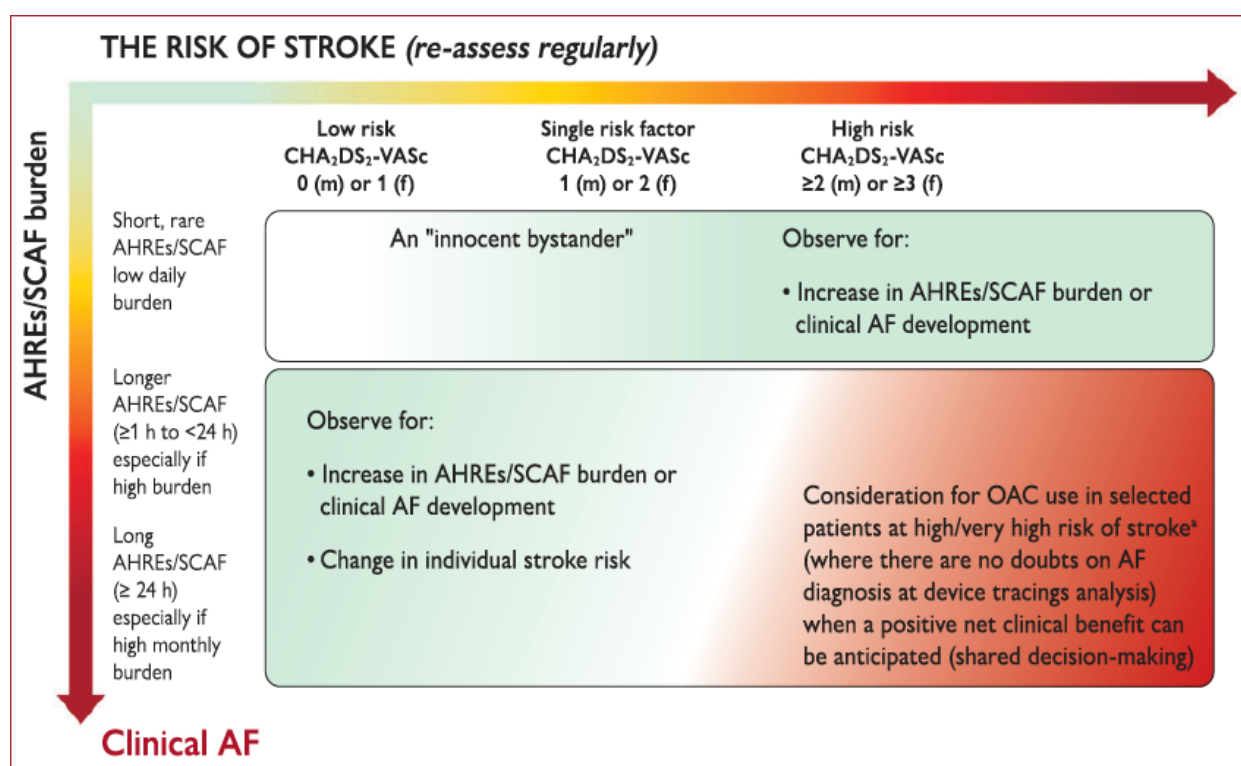 THE RISK OF STROKE (re-assess regularly)
AHREs/SCAF burden
Low risk
CHA₂DS₂-VASc
0 (m) or 1 (f)
Single risk factor
CHA₂DS₂-VASc
1 (m) or 2 (f)
High risk
CHA₂DS₂-VASc
≥2 (m) or ≥3 (f)
Short, rare
AHREs/SCAF
low daily
burden
An "innocent bystander"
Observe for:
• Increase in AHREs/SCAF burden or
clinical AF development
Longer
AHREs/SCAF
(≥1 h to <24 h)
especially if
high burden
Long
AHREs/SCAF
(≥ 24 h)
especially if
high monthly
burden
Observe for:
• Increase in AHREs/SCAF burden or
clinical AF development
• Change in individual stroke risk
Consideration for OAC use in selected
patients at high/very high risk of strokeª
(where there are no doubts on AF
diagnosis at device tracings analysis)
when a positive net clinical benefit can
be anticipated (shared decision-making)
Clinical AF